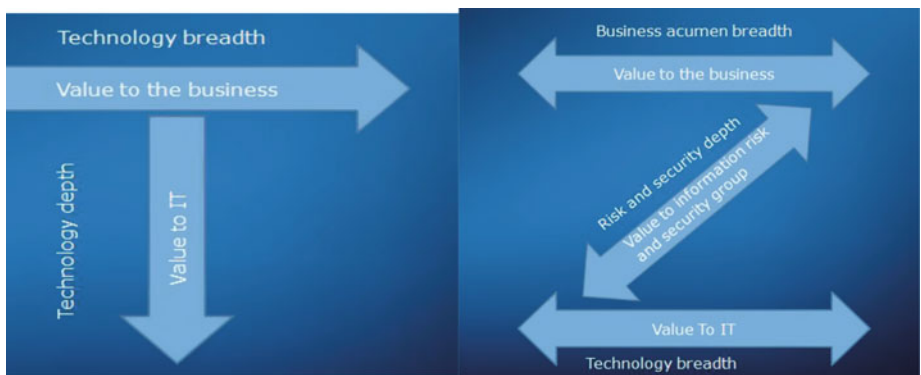 Technology breadth
Value to the business
Technology depth
Value to IT
Business acumen breadth
Value to the business
Risk and security depth
Value to information risk
and security group
Value To IT
Technology breadth